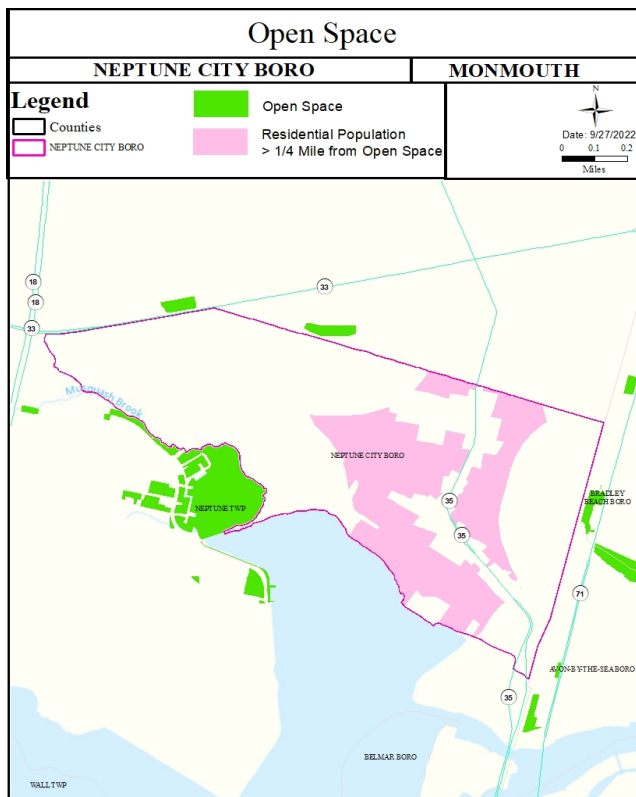 Open Space
NEPTUNE CITY BORO
MONMOUTH
Legend
Counties
NEPTUNE CITY BORO
Open Space
Residential Population
> 1/4 Mile from Open Space
N
Date: 9/27/2022
0 0.1 0.2
Miles
18
18
33
33
Musquash Brook
NEPTUNE CITY BORO
NEPTUNE TWP
35
35
BRADLEY
BEACH BORO
71
AVON-BY-THE-SEA BORO
35
BELMAR BORO
WALL TWP